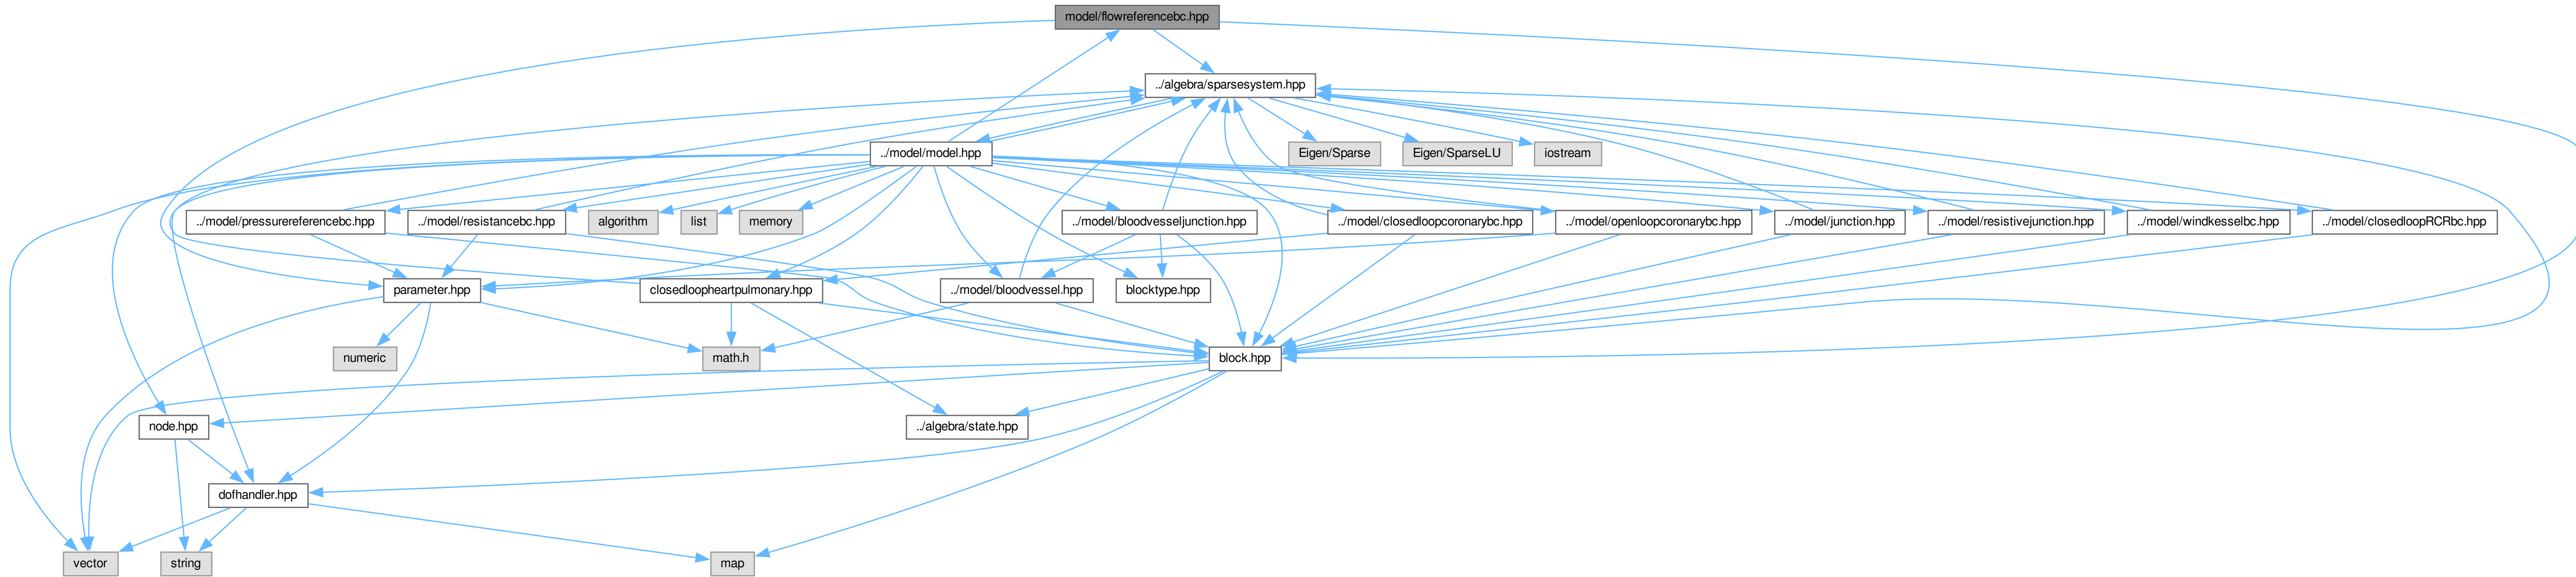 model/flowreferencebc.hpp
../algebra/sparsesystem.hpp
../model/model.hpp
Eigen/Sparse
Eigen/SparseLU
iostream
../model/pressurereferencebc.hpp
../model/resistancebc.hpp
algorithm
list
memory
../model/bloodvesseljunction.hpp
../model/closedloopcoronarybc.hpp
../model/openloopcoronarybc.hpp
../model/junction.hpp
../model/resistivejunction.hpp
../model/windkesselbc.hpp
../model/closedloopRCRbc.hpp
parameter.hpp
closedloopheartpulmonary.hpp
../model/bloodvessel.hpp
blocktype.hpp
numeric
math.h
block.hpp
node.hpp
../algebra/state.hpp
dofhandler.hpp
vector
string
map